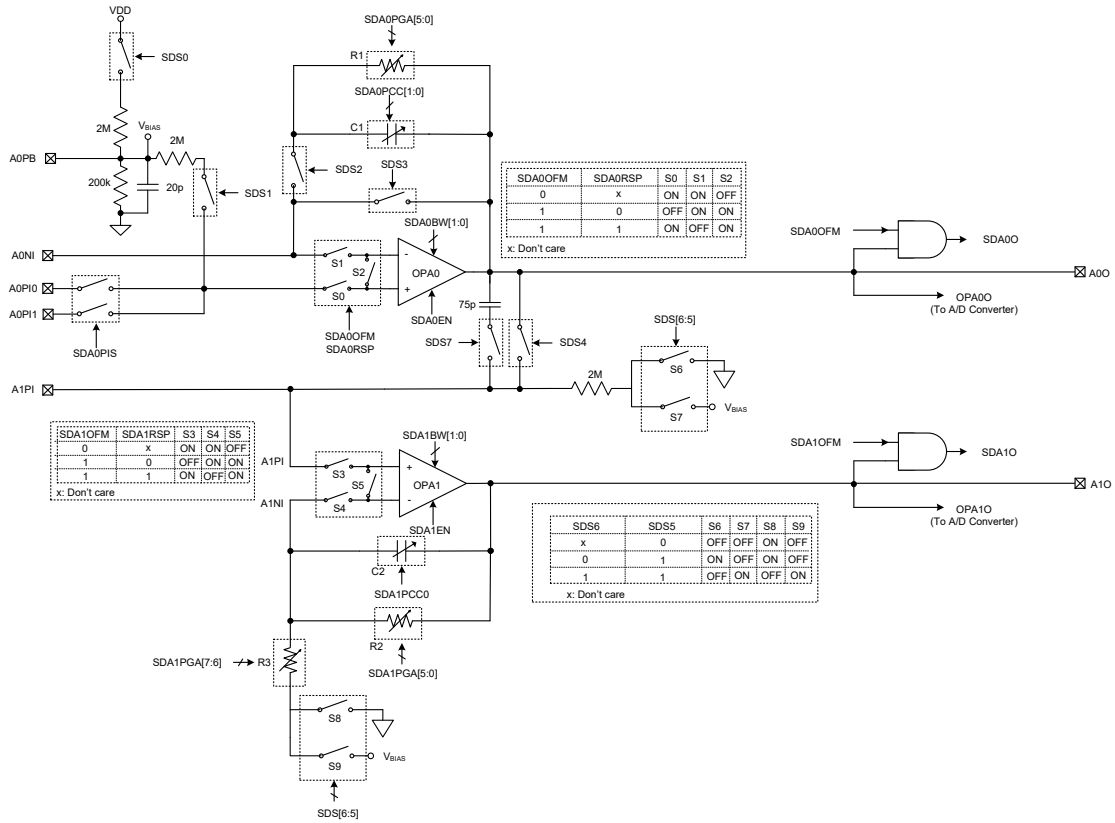 VDD
SDS0
SDA0PGA[5:0]
R1
SDA0PCC[1:0]
C1
2M
VBIAS
2M
A0PB
200k
20p
SDS1
SDS2
SDS3
SDA0OFM SDA0RSP S0 S1 S2
0 x ON ON OFF
1 0 OFF ON ON
1 1 ON OFF ON
x: Don't care
SDA0BW[1:0]
A0NI
S1
S2
S0
-
+
OPA0
A0PI0
A0PI1
SDA0PIS
SDA0OFM
SDA0RSP
SDA0EN
75p
SDS7
SDS4
SDA0OFM
SDA0O
A0O
OPA0O
(To A/D Converter)
SDS[6:5]
S6
S7
VBIAS
A1PI
2M
SDA1OFM SDA1RSP S3 S4 S5
0 x ON ON OFF
1 0 OFF ON ON
1 1 ON OFF ON
x: Don't care
SDA1BW[1:0]
A1PI
S3
S5
S4
A1NI
+
-
OPA1
SDA1EN
SDA1OFM
SDA1O
A1O
OPA1O
(To A/D Converter)
C2
SDA1PCC0
SDS6 SDS5 S6 S7 S8 S9
x 0 OFF OFF ON OFF
0 1 ON OFF ON OFF
1 1 OFF ON OFF ON
x: Don't care
R2
SDA1PGA[5:0]
SDA1PGA[7:6]
R3
S8
S9
VBIAS
SDS[6:5]